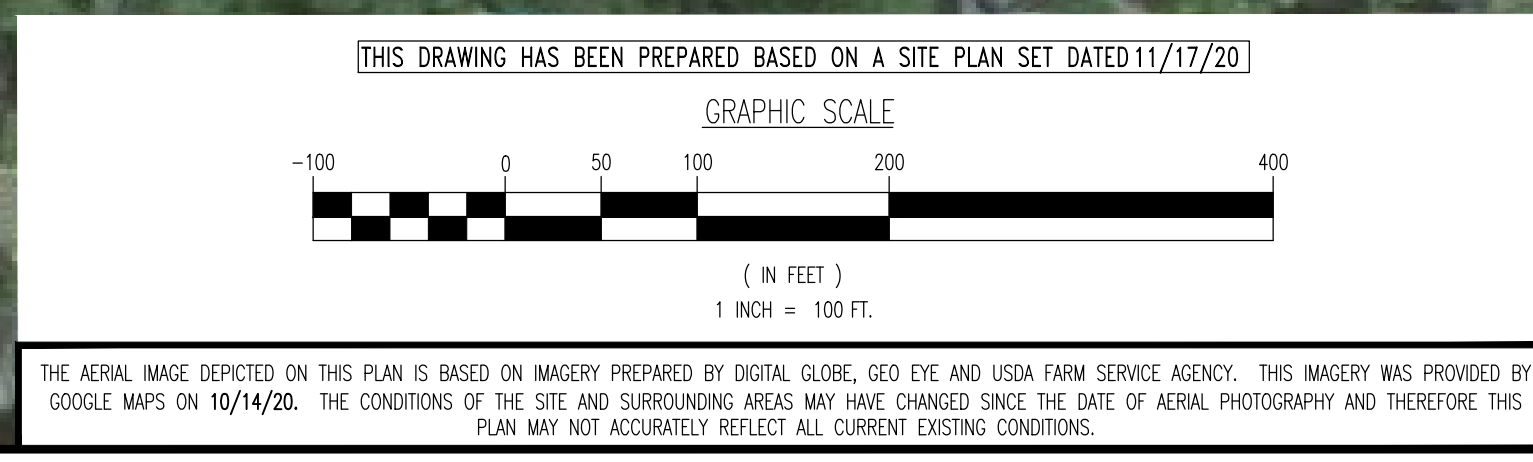 THIS DRAWING HAS BEEN PREPARED BASED ON A SITE PLAN SET DATED 11/17/20
GRAPHIC SCALE
-100 0 50 100 200 400
( IN FEET )
1 INCH = 100 FT.
THE AERIAL IMAGE DEPICTED ON THIS PLAN IS BASED ON IMAGERY PREPARED BY DIGITAL GLOBE, GEO EYE AND USDA FARM SERVICE AGENCY. THIS IMAGERY WAS PROVIDED BY
GOOGLE MAPS ON 10/14/20. THE CONDITIONS OF THE SITE AND SURROUNDING AREAS MAY HAVE CHANGED SINCE THE DATE OF AERIAL PHOTOGRAPHY AND THEREFORE THIS
PLAN MAY NOT ACCURATELY REFLECT ALL CURRENT EXISTING CONDITIONS.